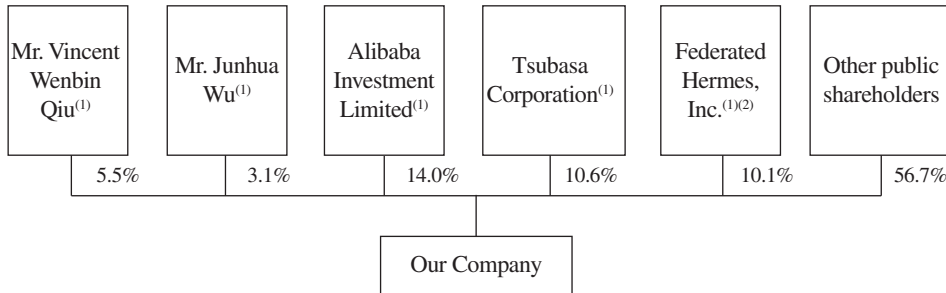 Mr. Vincent
Wenbin
Qiu(1)
Mr. Junhua
Wu(1)
Alibaba
Investment
Limited(1)
Tsubasa
Corporation(1)
Federated
Hermes,
Inc.(1)(2)
Other public
shareholders
5.5%
3.1%
14.0%
10.6%
10.1%
56.7%
Our Company